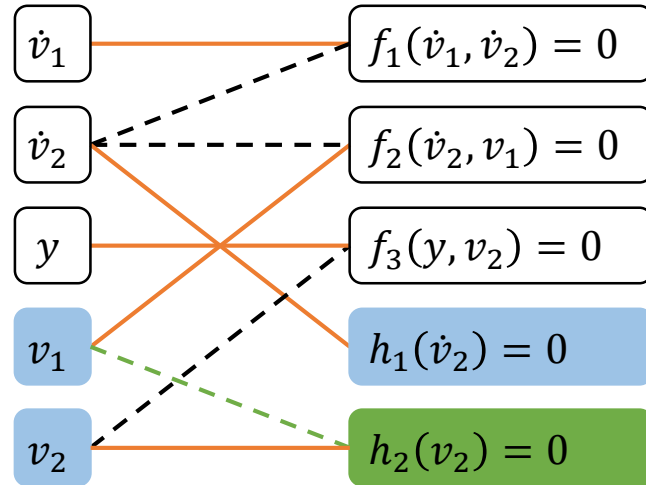 v̇₁ f₁(v̇₁, v̇₂) = 0
v̇₂ f₂(v̇₂, v₁) = 0
y f₃(y, v₂) = 0
v₁ h₁(v̇₂) = 0
v₂ h₂(v₂) = 0